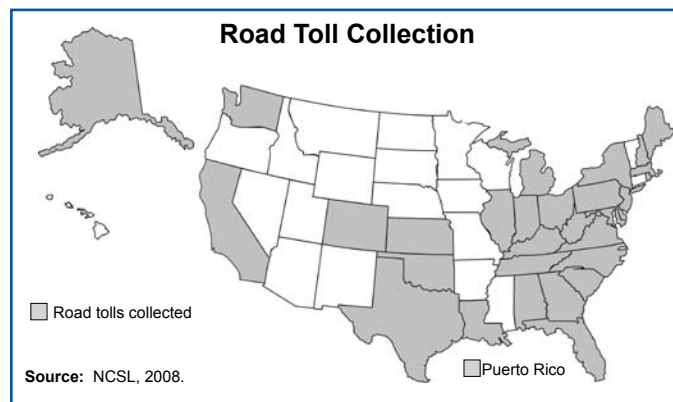 Road Toll Collection
Road tolls collected
Puerto Rico
Source: NCSL, 2008.